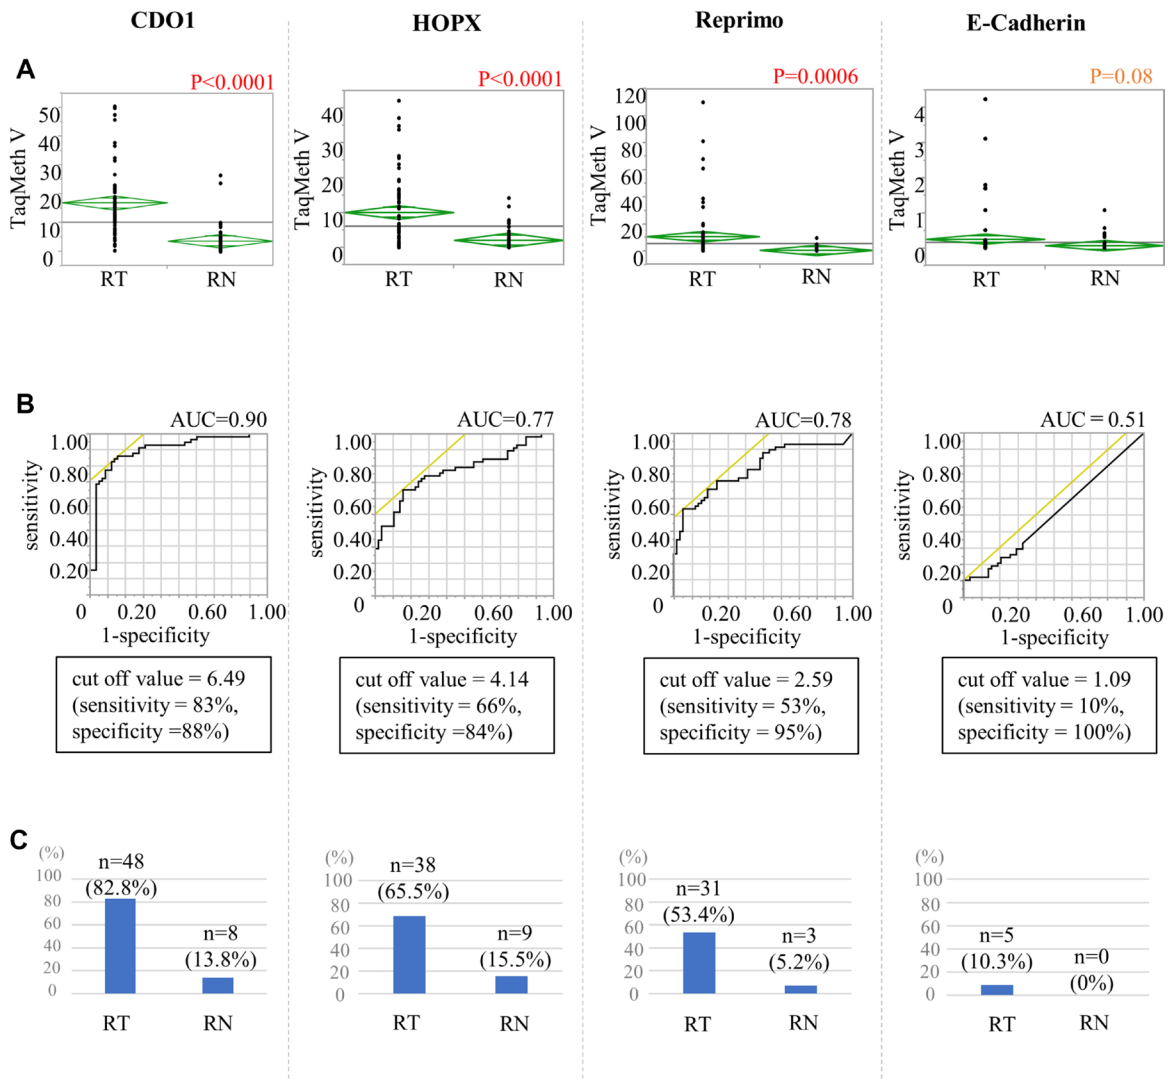 CDO1
HOPX
Reprimo
E-Cadherin
A
P<0.0001
P<0.0001
P=0.0006
P=0.08
TaqMeth V
50
40
30
20
10
0
RT
RN
TaqMeth V
40
30
20
10
0
RT
RN
TaqMeth V
120
100
80
60
40
20
0
RT
RN
TaqMeth V
4
3
2
1
0
RT
RN
B
AUC=0.90
AUC=0.77
AUC=0.78
AUC=0.51
sensitivity
1.00
0.80
0.60
0.40
0.20
0
0.20
0.60
1.00
1-specificity
sensitivity
1.00
0.80
0.60
0.40
0.20
0
0.20
0.60
1.00
1-specificity
sensitivity
1.00
0.80
0.60
0.40
0.20
0
0.20
0.60
1.00
1-specificity
sensitivity
1.00
0.80
0.60
0.40
0.20
0
0.20
0.60
1.00
1-specificity
cut off value = 6.49
(sensitivity = 83%,
specificity =88%)
cut off value = 4.14
(sensitivity = 66%,
specificity =84%)
cut off value = 2.59
(sensitivity = 53%,
specificity = 95%)
cut off value = 1.09
(sensitivity = 10%,
specificity = 100%)
C
(%)
100
80
60
40
20
0
n=48
(82.8%)
n=8
(13.8%)
RT
RN
(%)
100
80
60
40
20
0
n=38
(65.5%)
n=9
(15.5%)
RT
RN
(%)
100
80
60
40
20
0
n=31
(53.4%)
n=3
(5.2%)
RT
RN
(%)
100
80
60
40
20
0
n=5
(10.3%)
n=0
(0%)
RT
RN